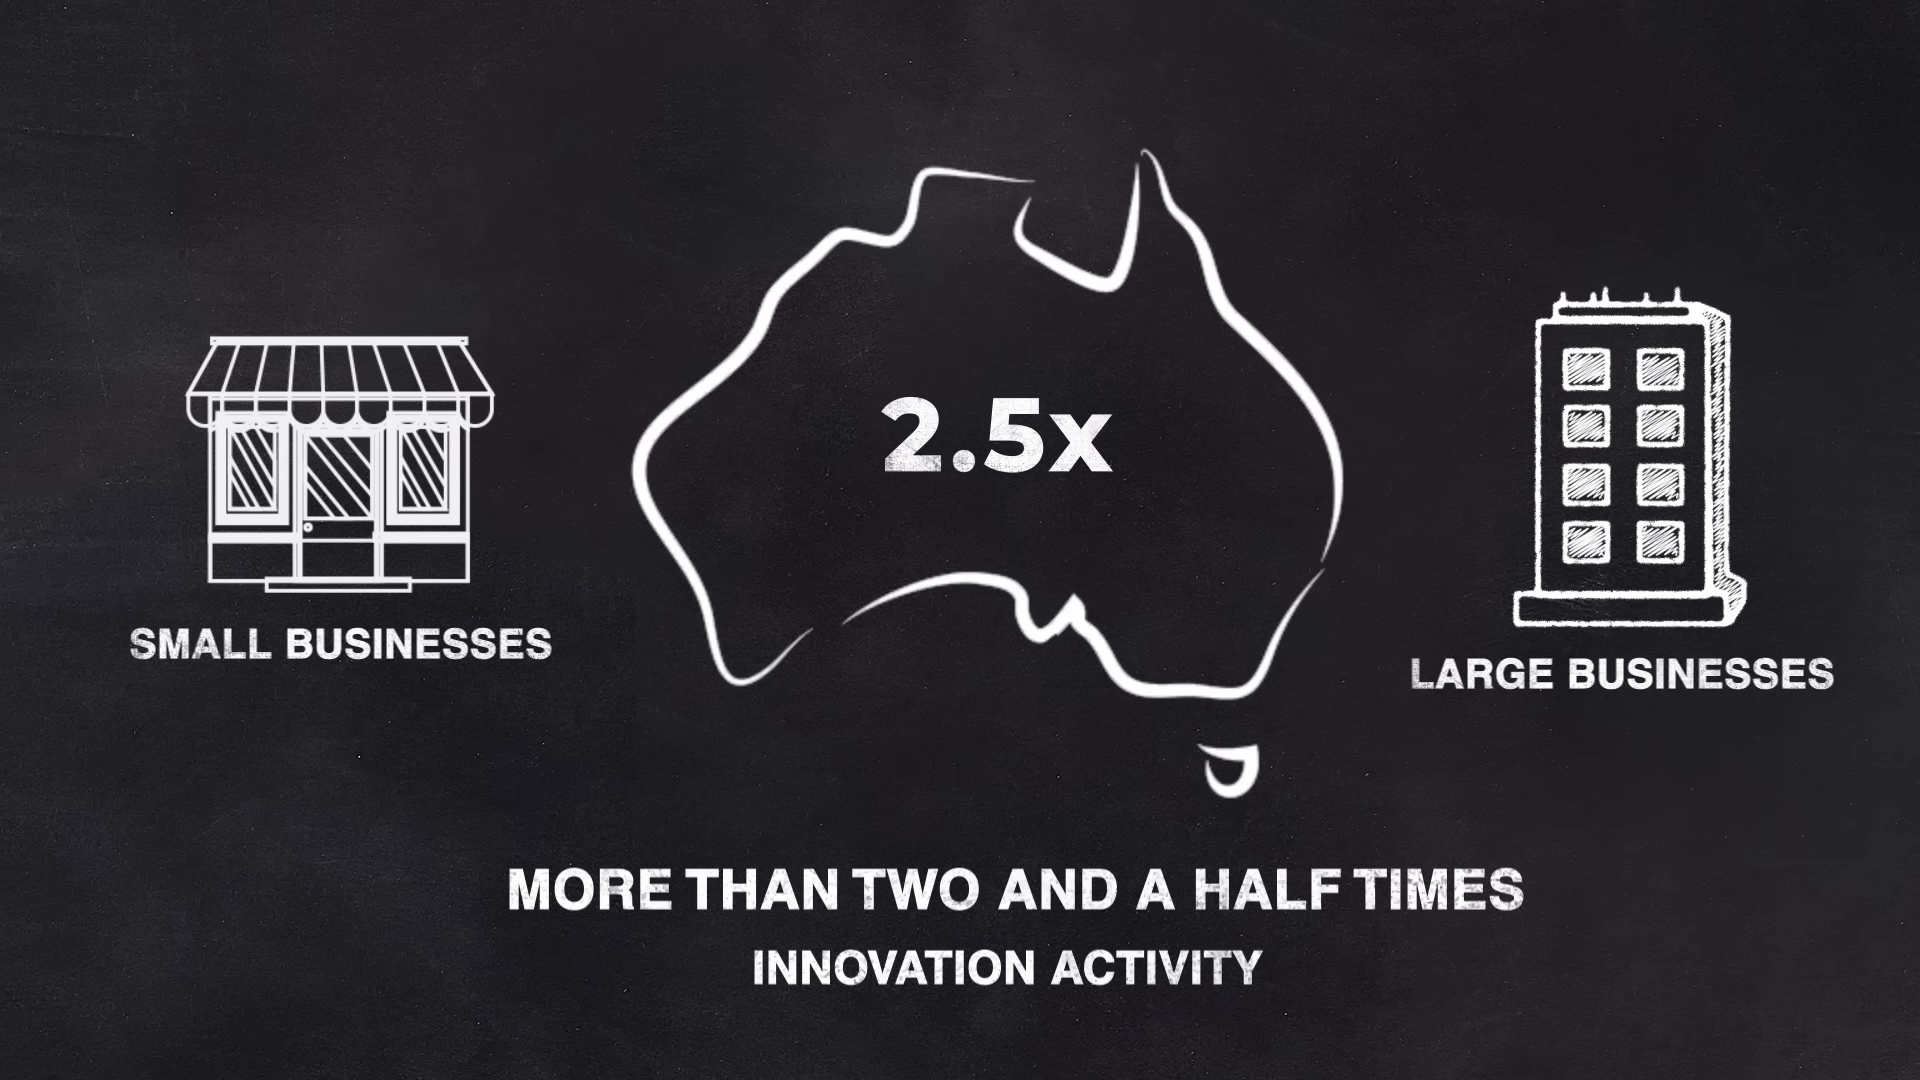 2.5x
SMALL BUSINESSES
LARGE BUSINESSES
MORE THAN TWO AND A HALF TIMES
INNOVATION ACTIVITY